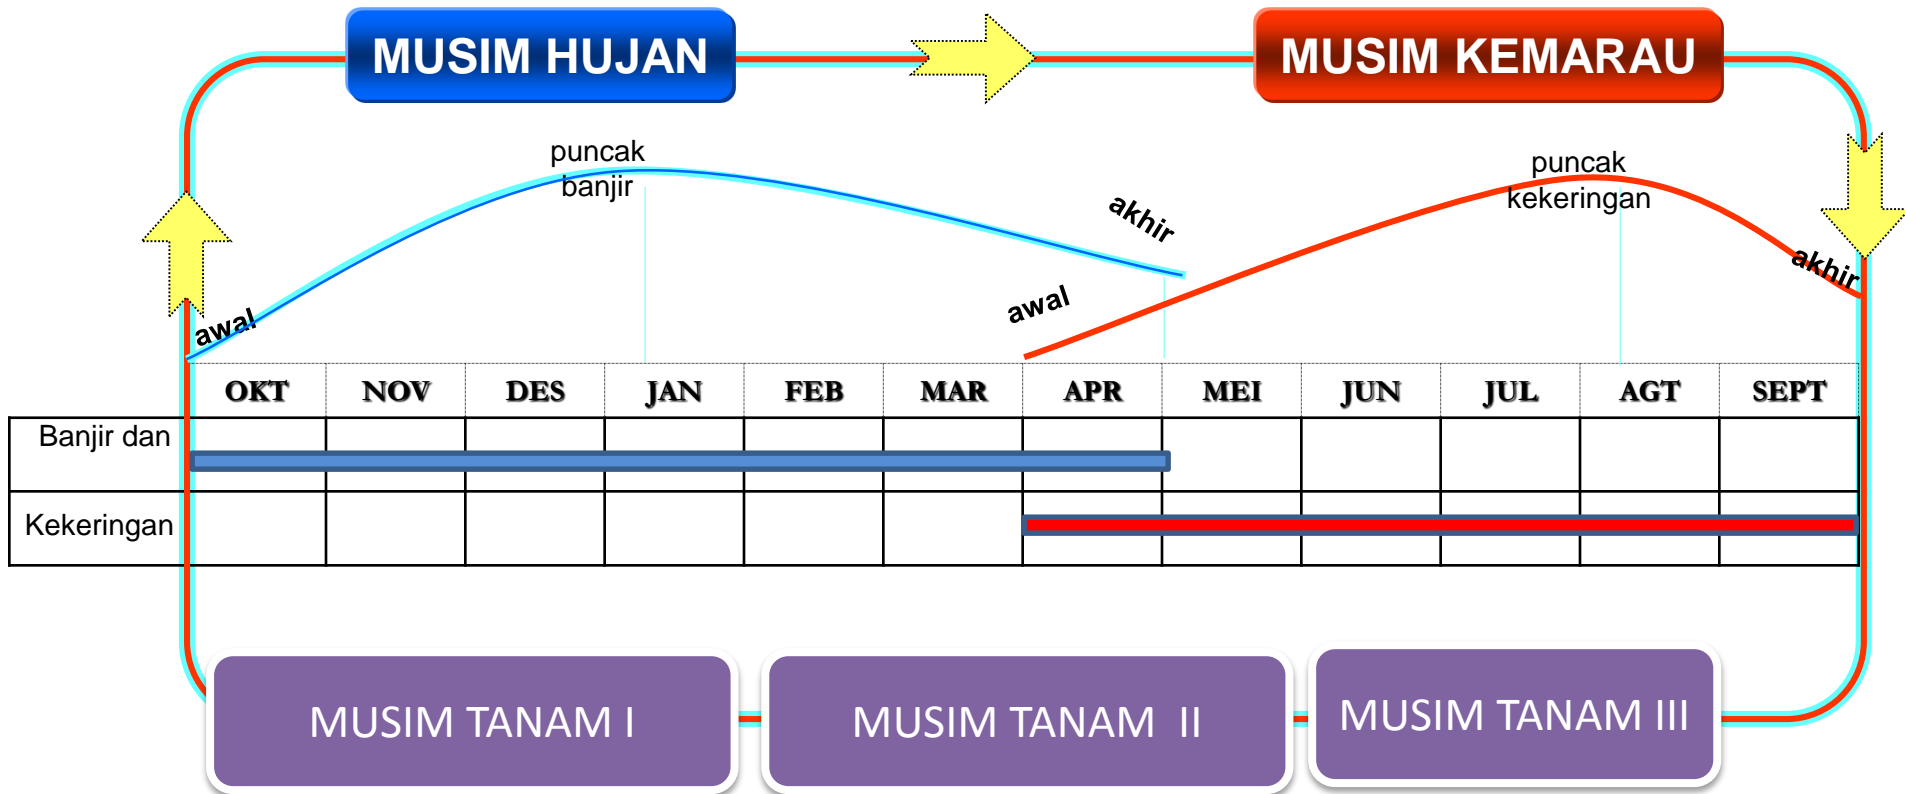 MUSIM HUJAN
MUSIM KEMARAU
puncak
banjir
puncak
kekeringan
akhir
awal
akhir
awal
OKT NOV DES JAN FEB MAR APR MEI JUN JUL AGT SEPT
Banjir dan
Kekeringan
MUSIM TANAM I
MUSIM TANAM II
MUSIM TANAM III